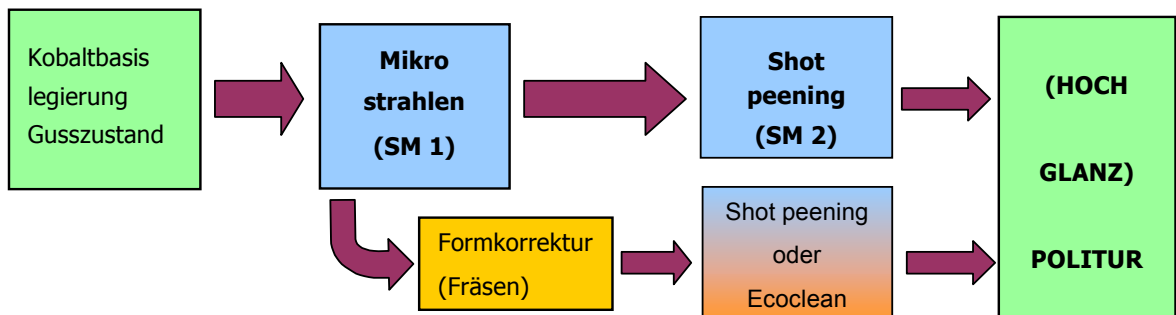 Kobaltbasis
legierung
Gusszustand
Mikro
strahlen
(SM 1)
Shot
peening
(SM 2)
(HOCH
GLANZ)
POLITUR
Formkorrektur
(Fräsen)
Shot peening
oder
Ecoclean